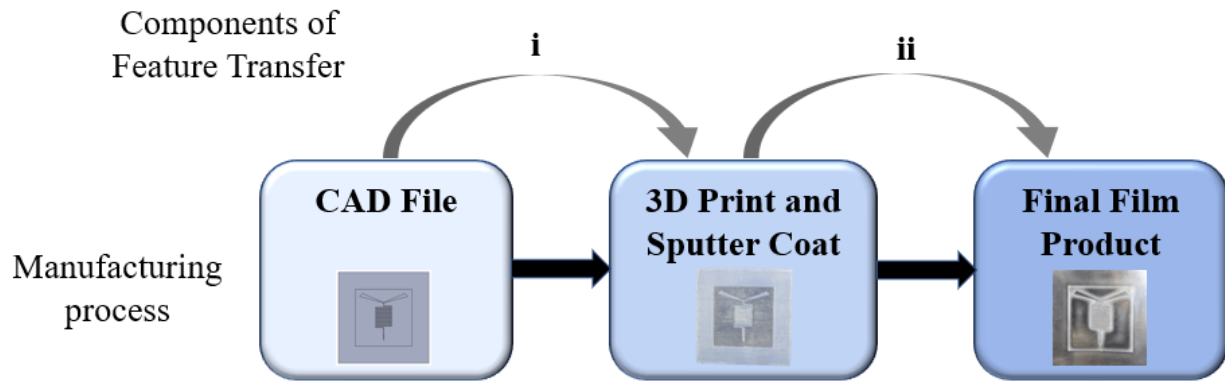 Components of
Feature Transfer
i
ii
CAD File
3D Print and
Sputter Coat
Final Film
Product
Manufacturing
process